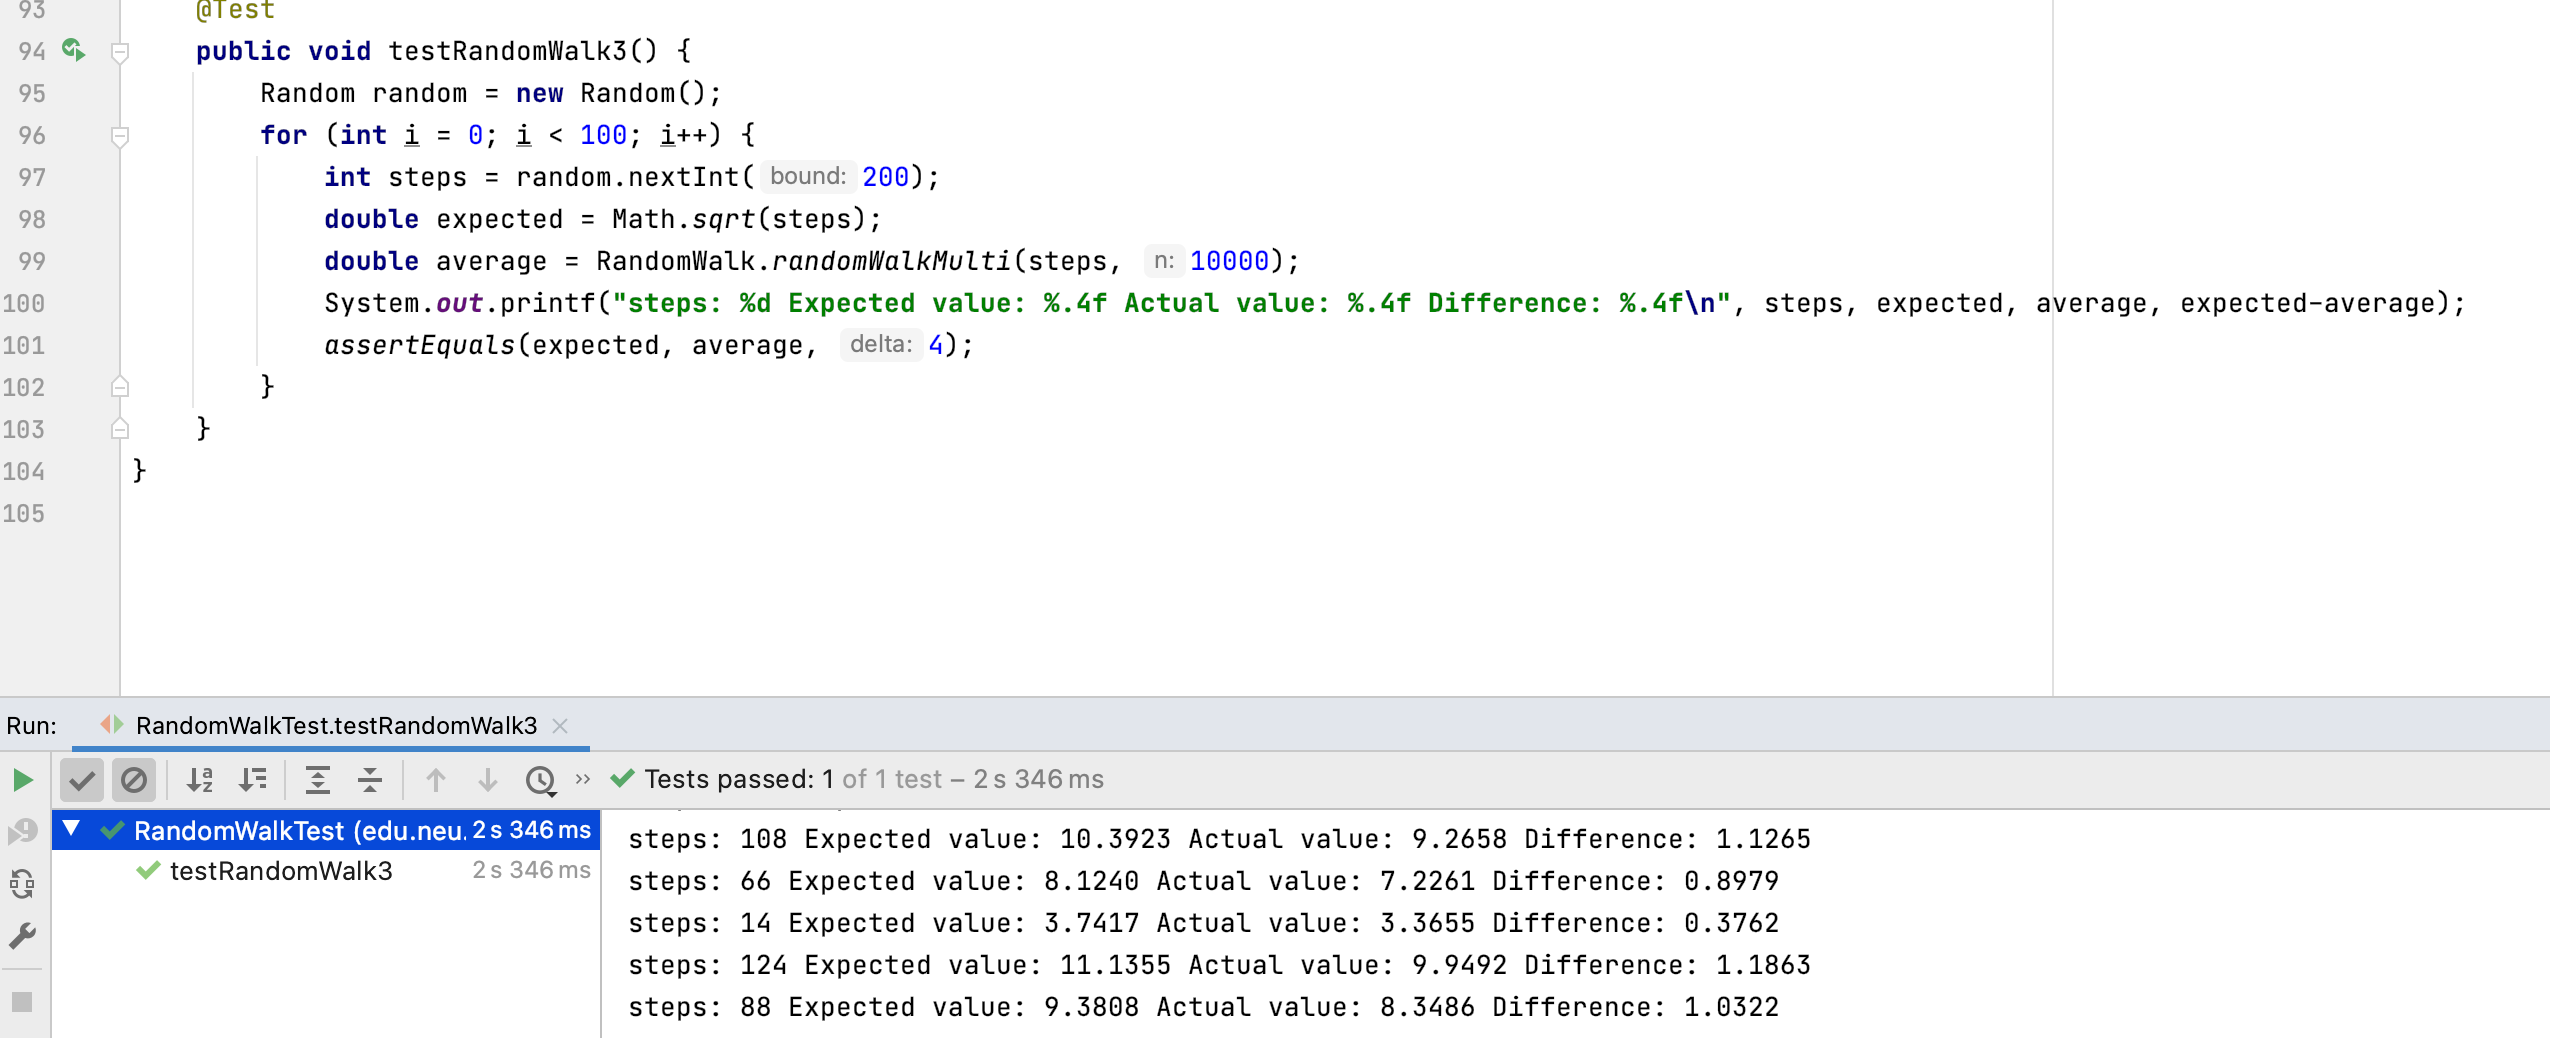 93 @Test
94 public void testRandomWalk3() {
95 Random random = new Random();
96 for (int i = 0; i < 100; i++) {
97 int steps = random.nextInt( bound: 200);
98 double expected = Math.sqrt(steps);
99 double average = RandomWalk.randomWalkMulti(steps, n: 10000);
100 System.out.printf("steps: %d Expected value: %.4f Actual value: %.4f Difference: %.4f\n", steps, expected, average, expected-average);
101 assertEquals(expected, average, delta: 4);
102 }
103 }
104 }
105
Run: RandomWalkTest.testRandomWalk3
Tests passed: 1 of 1 test – 2 s 346 ms
RandomWalkTest (edu.neu. 2 s 346 ms
testRandomWalk3 2 s 346 ms
steps: 108 Expected value: 10.3923 Actual value: 9.2658 Difference: 1.1265
steps: 66 Expected value: 8.1240 Actual value: 7.2261 Difference: 0.8979
steps: 14 Expected value: 3.7417 Actual value: 3.3655 Difference: 0.3762
steps: 124 Expected value: 11.1355 Actual value: 9.9492 Difference: 1.1863
steps: 88 Expected value: 9.3808 Actual value: 8.3486 Difference: 1.0322